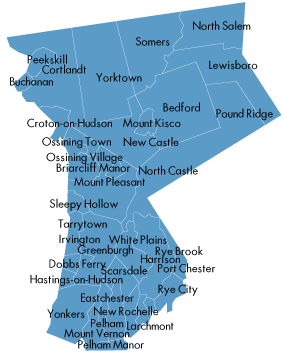 North Salem
Somers
Peekskill
Lewisboro
Cortlandt
Yorktown
Buchanan
Bedford
Pound Ridge
Croton-on-Hudson
Mount Kisco
Ossining Town
New Castle
Ossining Village
Briarcliff Manor
North Castle
Mount Pleasant
Sleepy Hollow
Tarrytown
Irvington
White Plains
Greenburgh
Rye Brook
Harrison
Dobbs Ferry
Scarsdale
Port Chester
Hastings-on-Hudson
Rye City
Eastchester
Yonkers
New Rochelle
Pelham
Larchmont
Mount Vernon
Pelham Manor